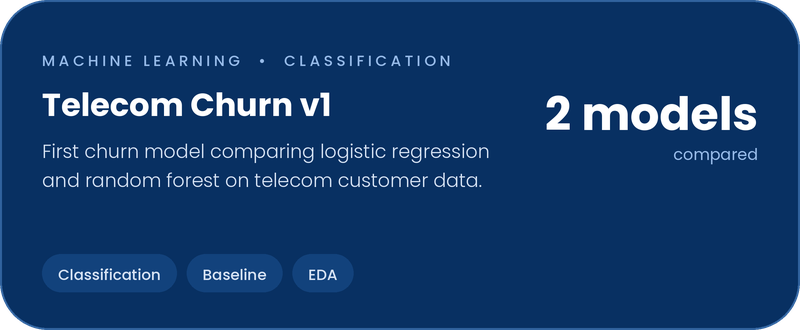 MACHINE LEARNING • CLASSIFICATION
Telecom Churn v1
First churn model comparing logistic regression
and random forest on telecom customer data.
2 models
compared
Classification
Baseline
EDA